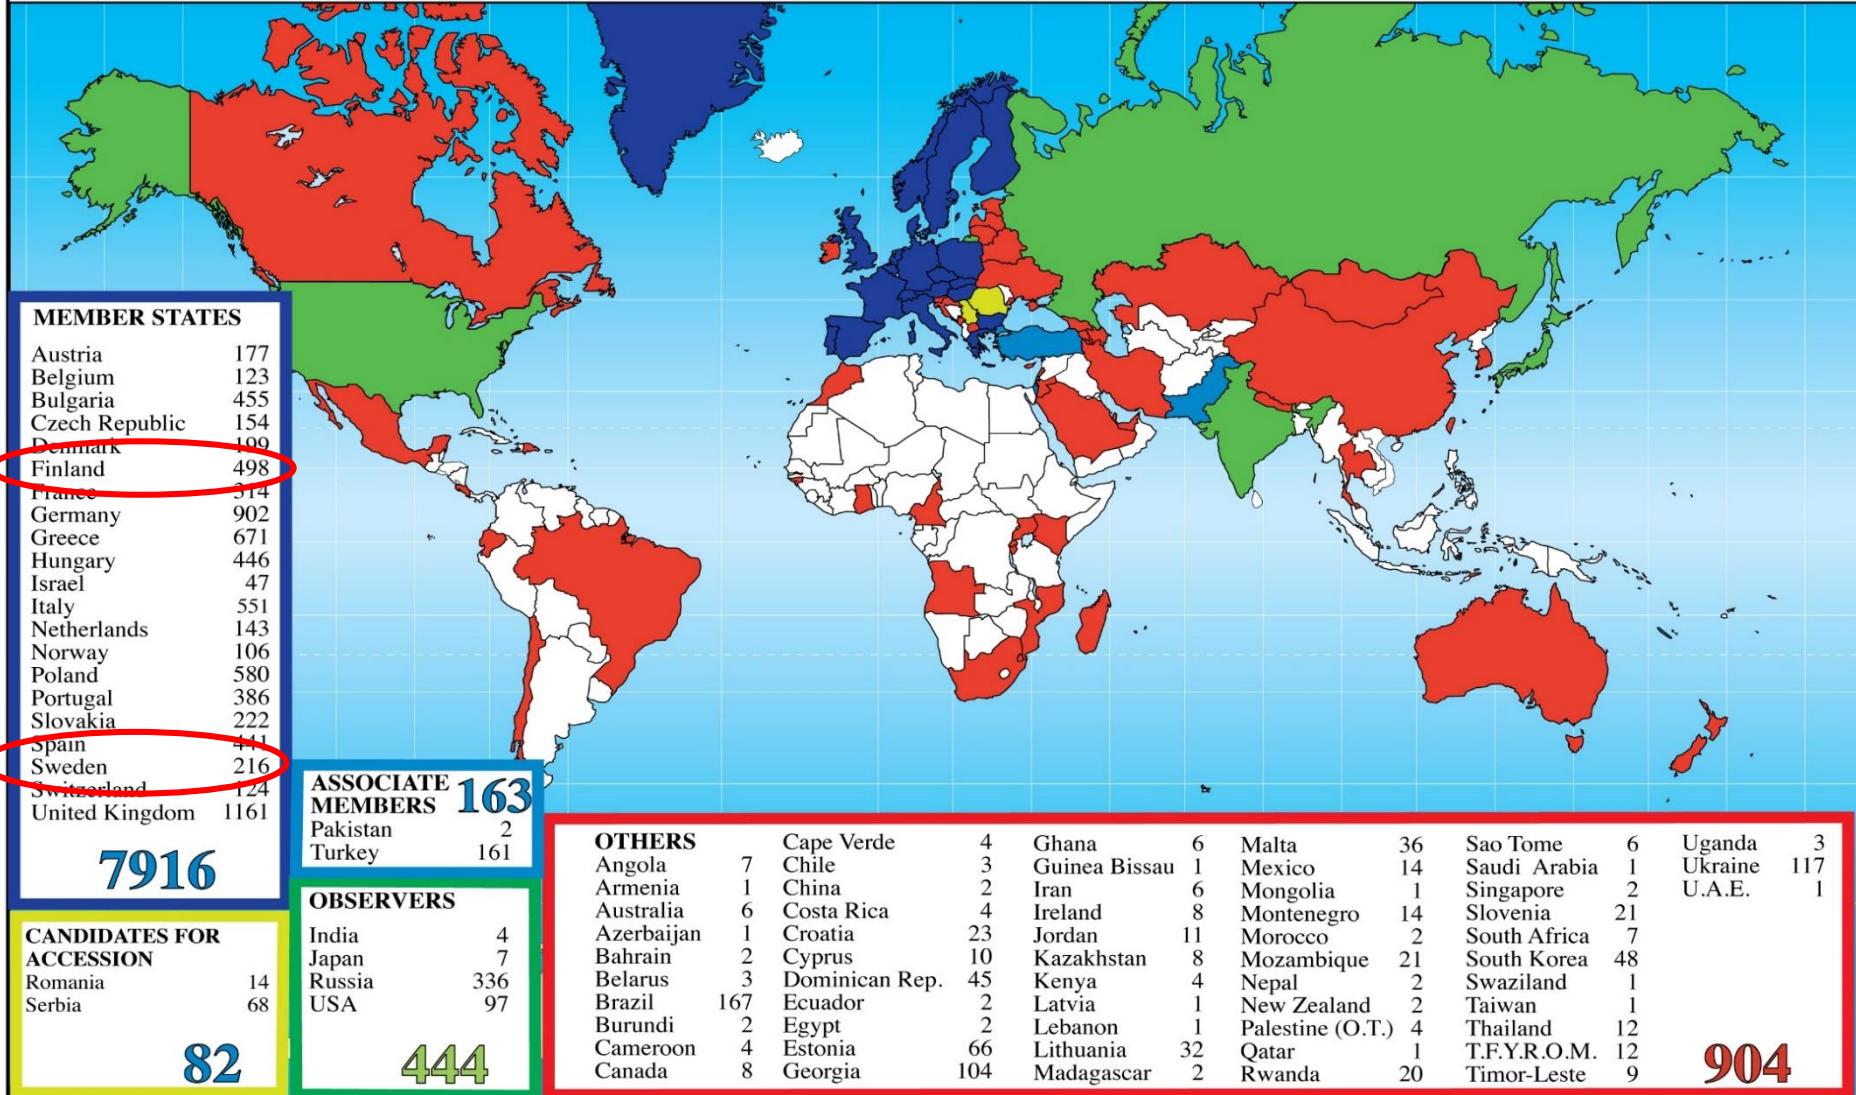 MEMBER STATES
Austria 177
Belgium 123
Bulgaria 455
Czech Republic 154
Denmark 199
Finland 498
France 314
Germany 902
Greece 671
Hungary 446
Israel 47
Italy 551
Netherlands 143
Norway 106
Poland 580
Portugal 386
Slovakia 222
Spain 441
Sweden 216
Switzerland 124
United Kingdom 1161
7916
CANDIDATES FOR
ACCESSION
Romania 14
Serbia 68
82
ASSOCIATE
MEMBERS 163
Pakistan 2
Turkey 161
OBSERVERS
India 4
Japan 7
Russia 336
USA 97
444
OTHERS
Angola 7
Armenia 1
Australia 6
Azerbaijan 1
Bahrain 2
Belarus 3
Brazil 167
Burundi 2
Cameroon 4
Canada 8
Cape Verde 4
Chile 3
China 2
Costa Rica 4
Croatia 23
Cyprus 10
Dominican Rep. 45
Ecuador 2
Egypt 2
Estonia 66
Georgia 104
Ghana 6
Guinea Bissau 1
Iran 6
Ireland 8
Jordan 11
Kazakhstan 8
Kenya 4
Latvia 1
Lebanon 1
Lithuania 32
Madagascar 2
Malta 36
Mexico 14
Mongolia 1
Montenegro 14
Morocco 2
Mozambique 21
Nepal 2
New Zealand 2
Palestine (O.T.) 4
Qatar 1
Rwanda 20
Sao Tome 6
Saudi Arabia 1
Singapore 2
Slovenia 21
South Africa 7
South Korea 48
Swaziland 1
Taiwan 1
Thailand 12
T.F.Y.R.O.M. 12
Timor-Leste 9
Uganda 3
Ukraine 117
U.A.E. 1
904